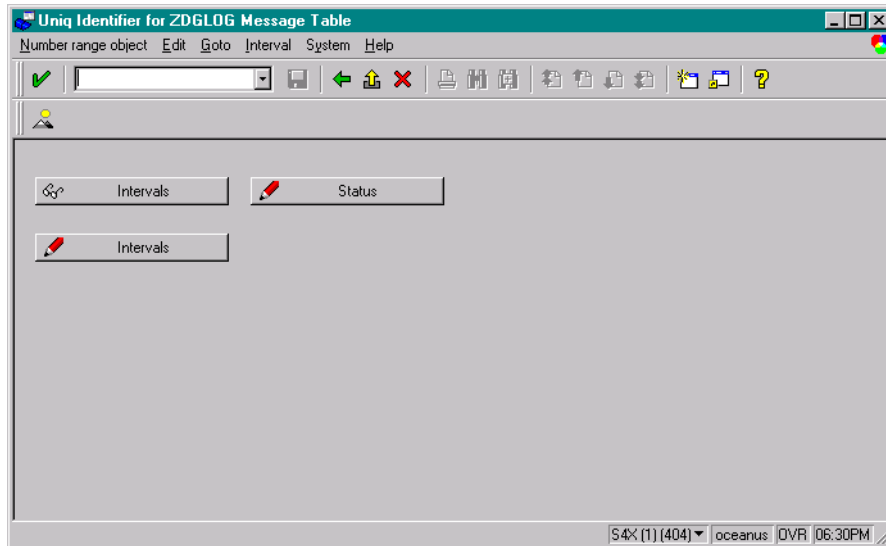 Uniq Identifier for ZDGLOG Message Table
Number range object Edit Goto Interval System Help
Intervals Status
Intervals
S4X (1) (404) oceanus OVR 06:30PM